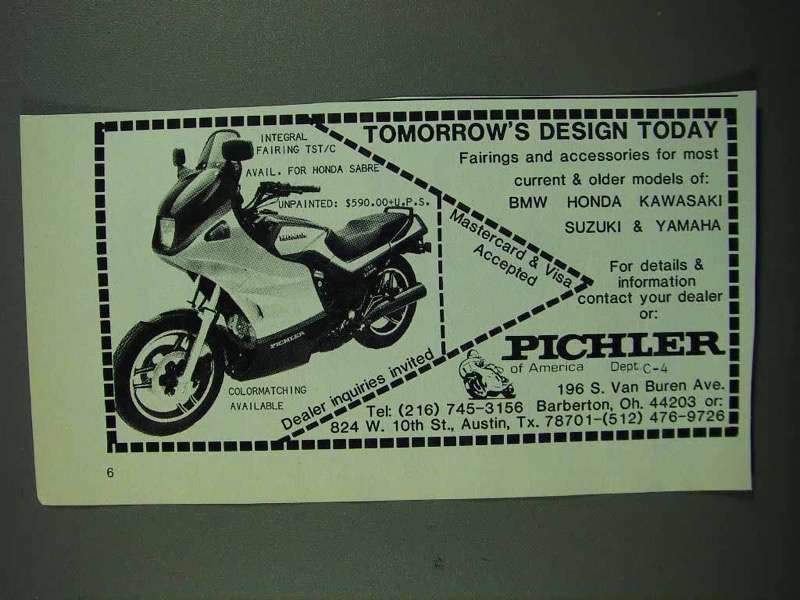 INTEGRAL
FAIRING TST/C
AVAIL. FOR HONDA SABRE
UNPAINTED: $590.00+U.P.S.
PICHLER
COLORMATCHING
AVAILABLE
Dealer inquiries invited
Mastercard & Visa
Accepted
TOMORROW'S DESIGN TODAY
Fairings and accessories for most
current & older models of:
BMW HONDA KAWASAKI
SUZUKI & YAMAHA
For details &
information
contact your dealer
or:
PICHLER
of America Dept. C-4
196 S. Van Buren Ave.
Tel: (216) 745-3156 Barberton, Oh. 44203 or:
824 W. 10th St., Austin, Tx. 78701-(512) 476-9726
6